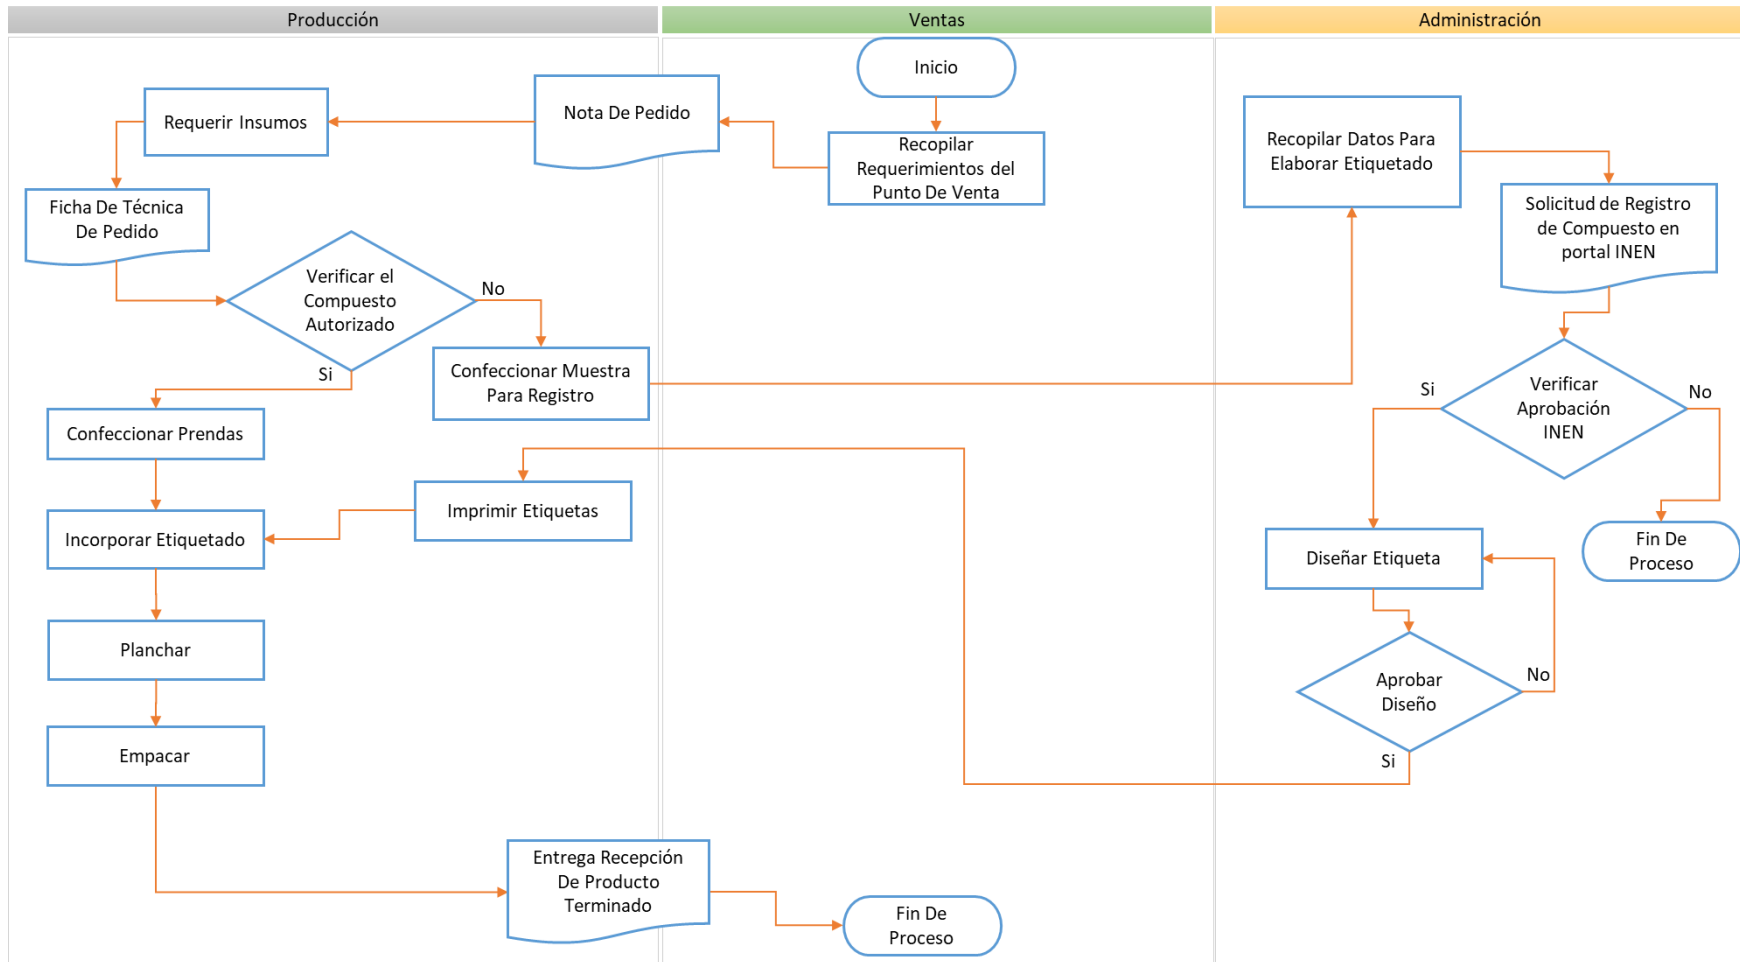 Producción
Ventas
Administración
Inicio
Nota De Pedido
Requerir Insumos
Recopilar
Requerimientos del
Punto De Venta
Recopilar Datos Para
Elaborar Etiquetado
Ficha De Técnica
De Pedido
Solicitud de Registro
de Compuesto en
portal INEN
Verificar el
Compuesto
Autorizado
No
Si
Confeccionar Muestra
Para Registro
Verificar
Aprobación
INEN
Si
No
Confeccionar Prendas
Imprimir Etiquetas
Incorporar Etiquetado
Diseñar Etiqueta
Fin De
Proceso
Planchar
Aprobar
Diseño
No
Si
Empacar
Entrega Recepción
De Producto
Terminado
Fin De
Proceso